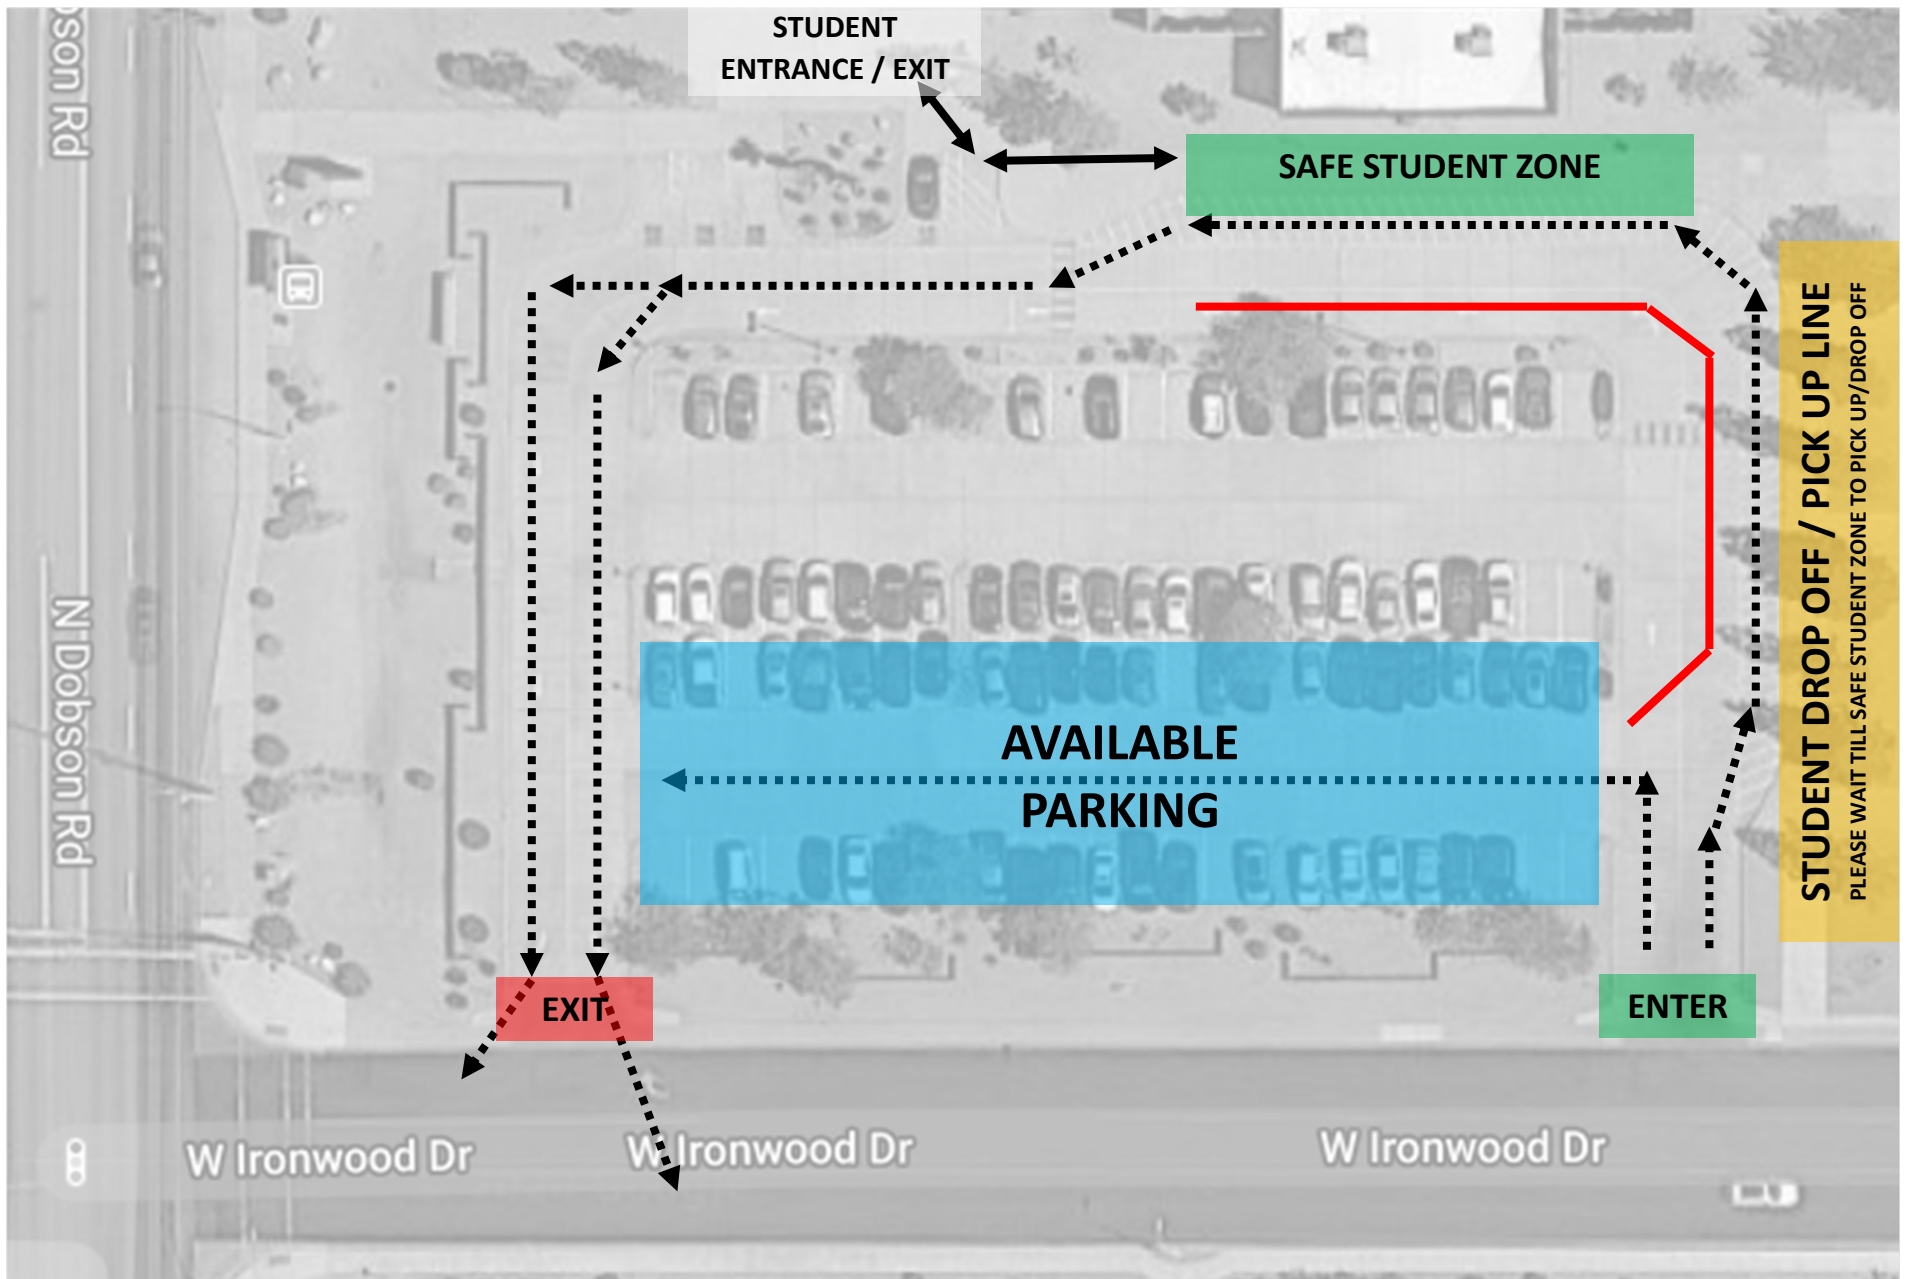 STUDENT
ENTRANCE / EXIT
SAFE STUDENT ZONE
STUDENT DROP OFF / PICK UP LINE
PLEASE WAIT TILL SAFE STUDENT ZONE TO PICK UP/DROP OFF
AVAILABLE
PARKING
EXIT
ENTER
bson Rd
N Dobson Rd
W Ironwood Dr
W Ironwood Dr
W Ironwood Dr